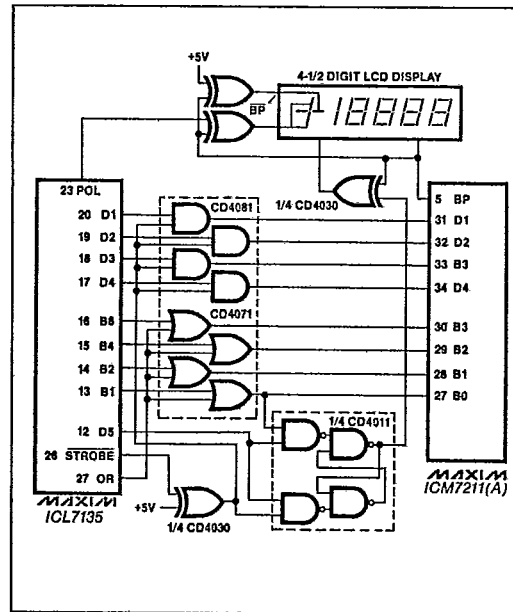 +5V
4-1/2 DIGIT LCD DISPLAY
BP
18888
1/4 CD4030
23 POL
20 D1
19 D2
18 D3
17 D4
16 B8
15 B4
14 B2
13 B1
12 D5
26 STROBE
27 OR
MAXIM
ICL7135
CD4081
CD4071
+5V
1/4 CD4030
1/4 CD4011
5 BP
31 D1
32 D2
33 B3
34 D4
30 B3
29 B2
28 B1
27 B0
MAXIM
ICM7211(A)